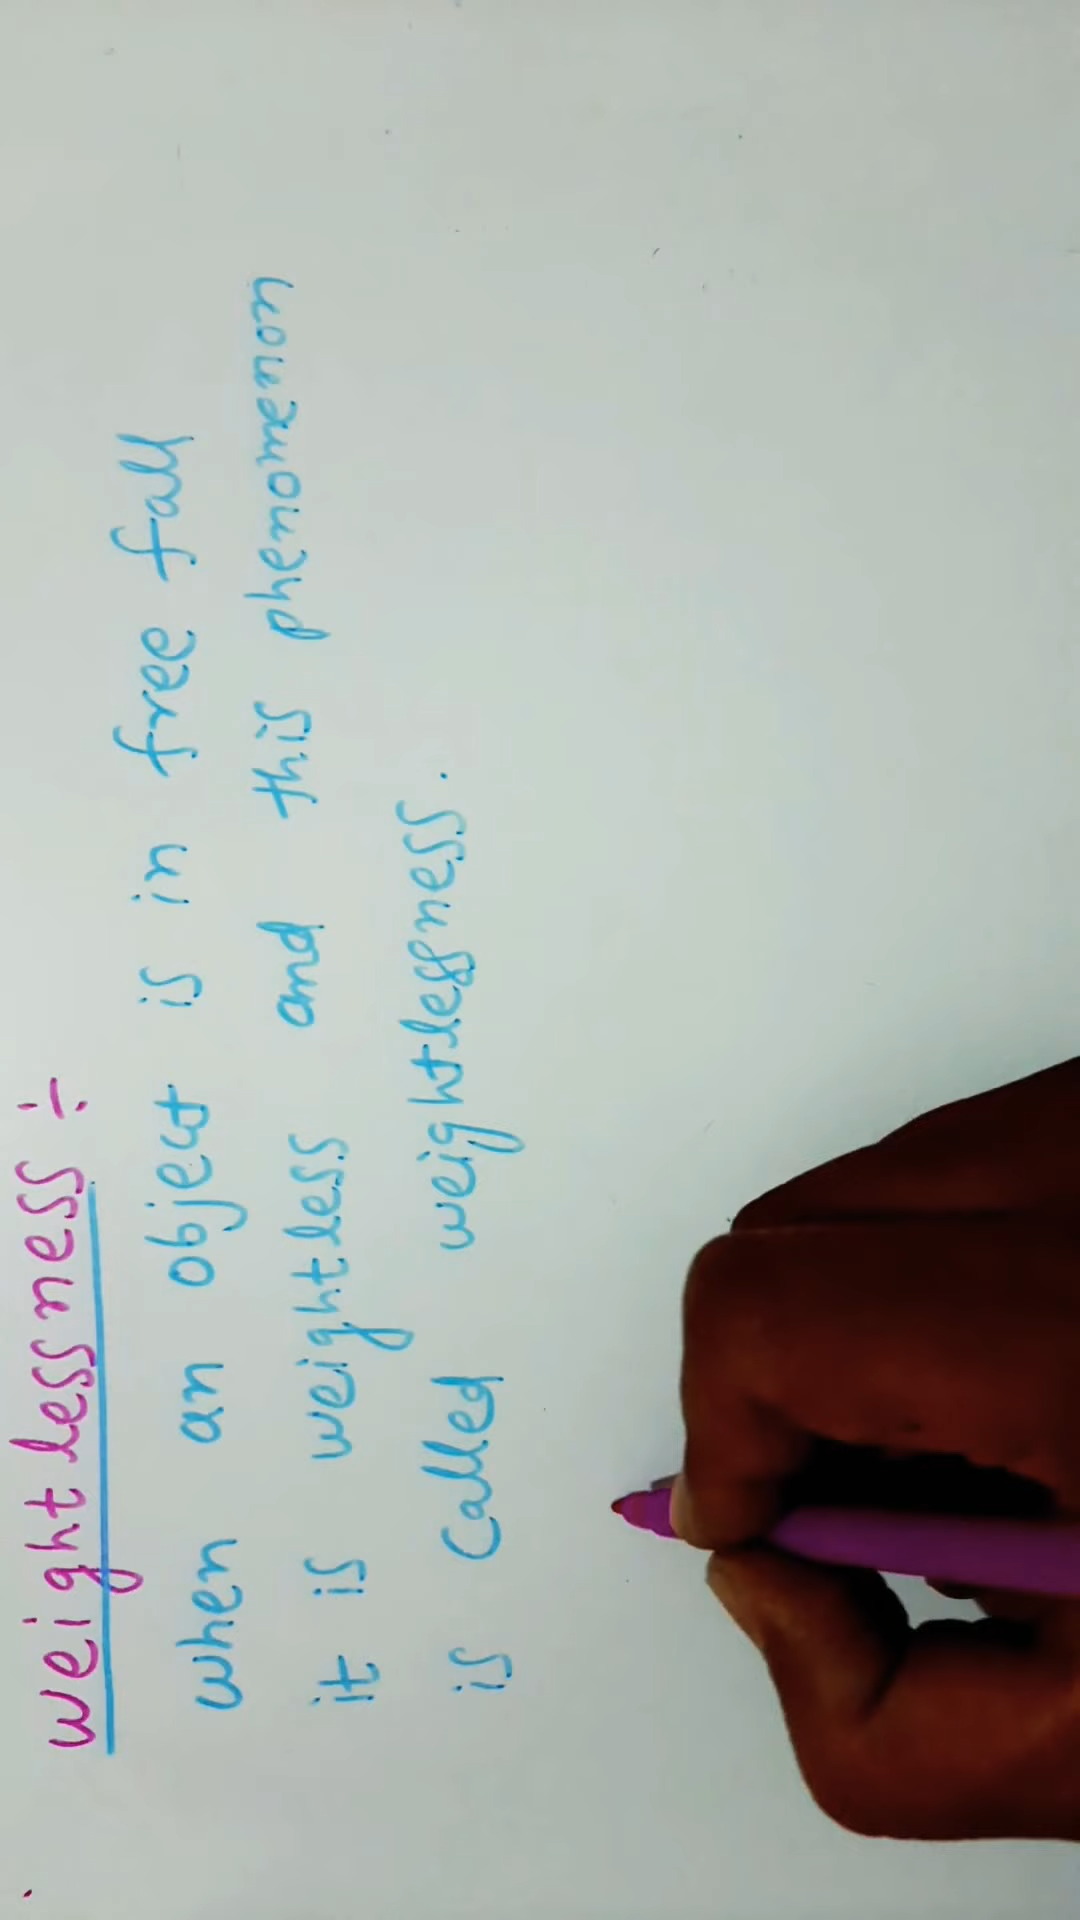 weightlessness ÷
when an object is in free fall
it is weightless and this phenomenon
is called weightlessness.